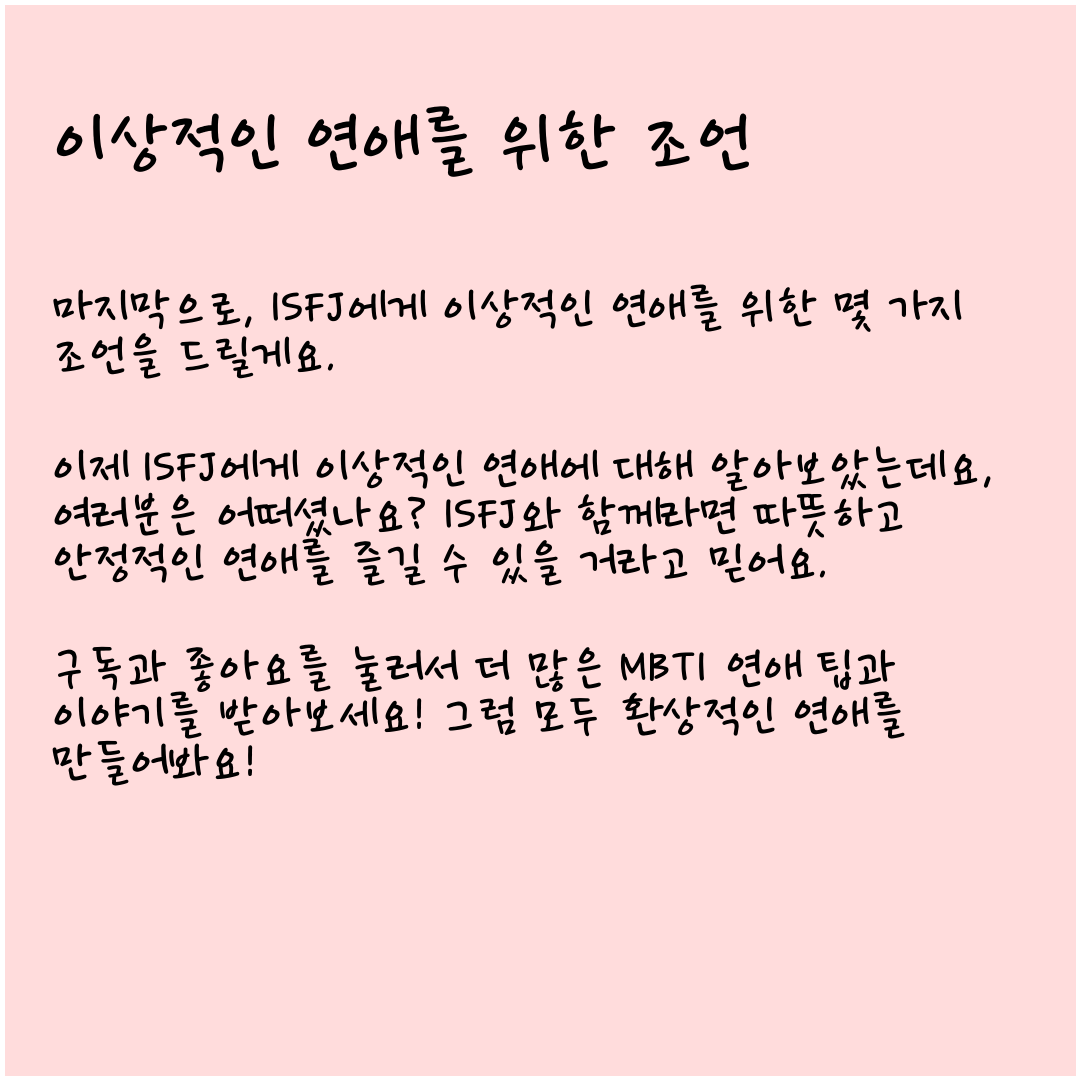 이상적인 연애를 위한 조언
마지막으로, ISFJ에게 이상적인 연애를 위한 몇 가지
조언을 드릴게요.
이제 ISFJ에게 이상적인 연애에 대해 알아보았는데요,
여러분은 어떠셨나요? ISFJ와 함께라면 따뜻하고
안정적인 연애를 즐길 수 있을 거라고 믿어요.
구독과 좋아요를 눌러서 더 많은 MBTI 연애 팁과
이야기를 받아보세요! 그럼 모두 환상적인 연애를
만들어봐요!